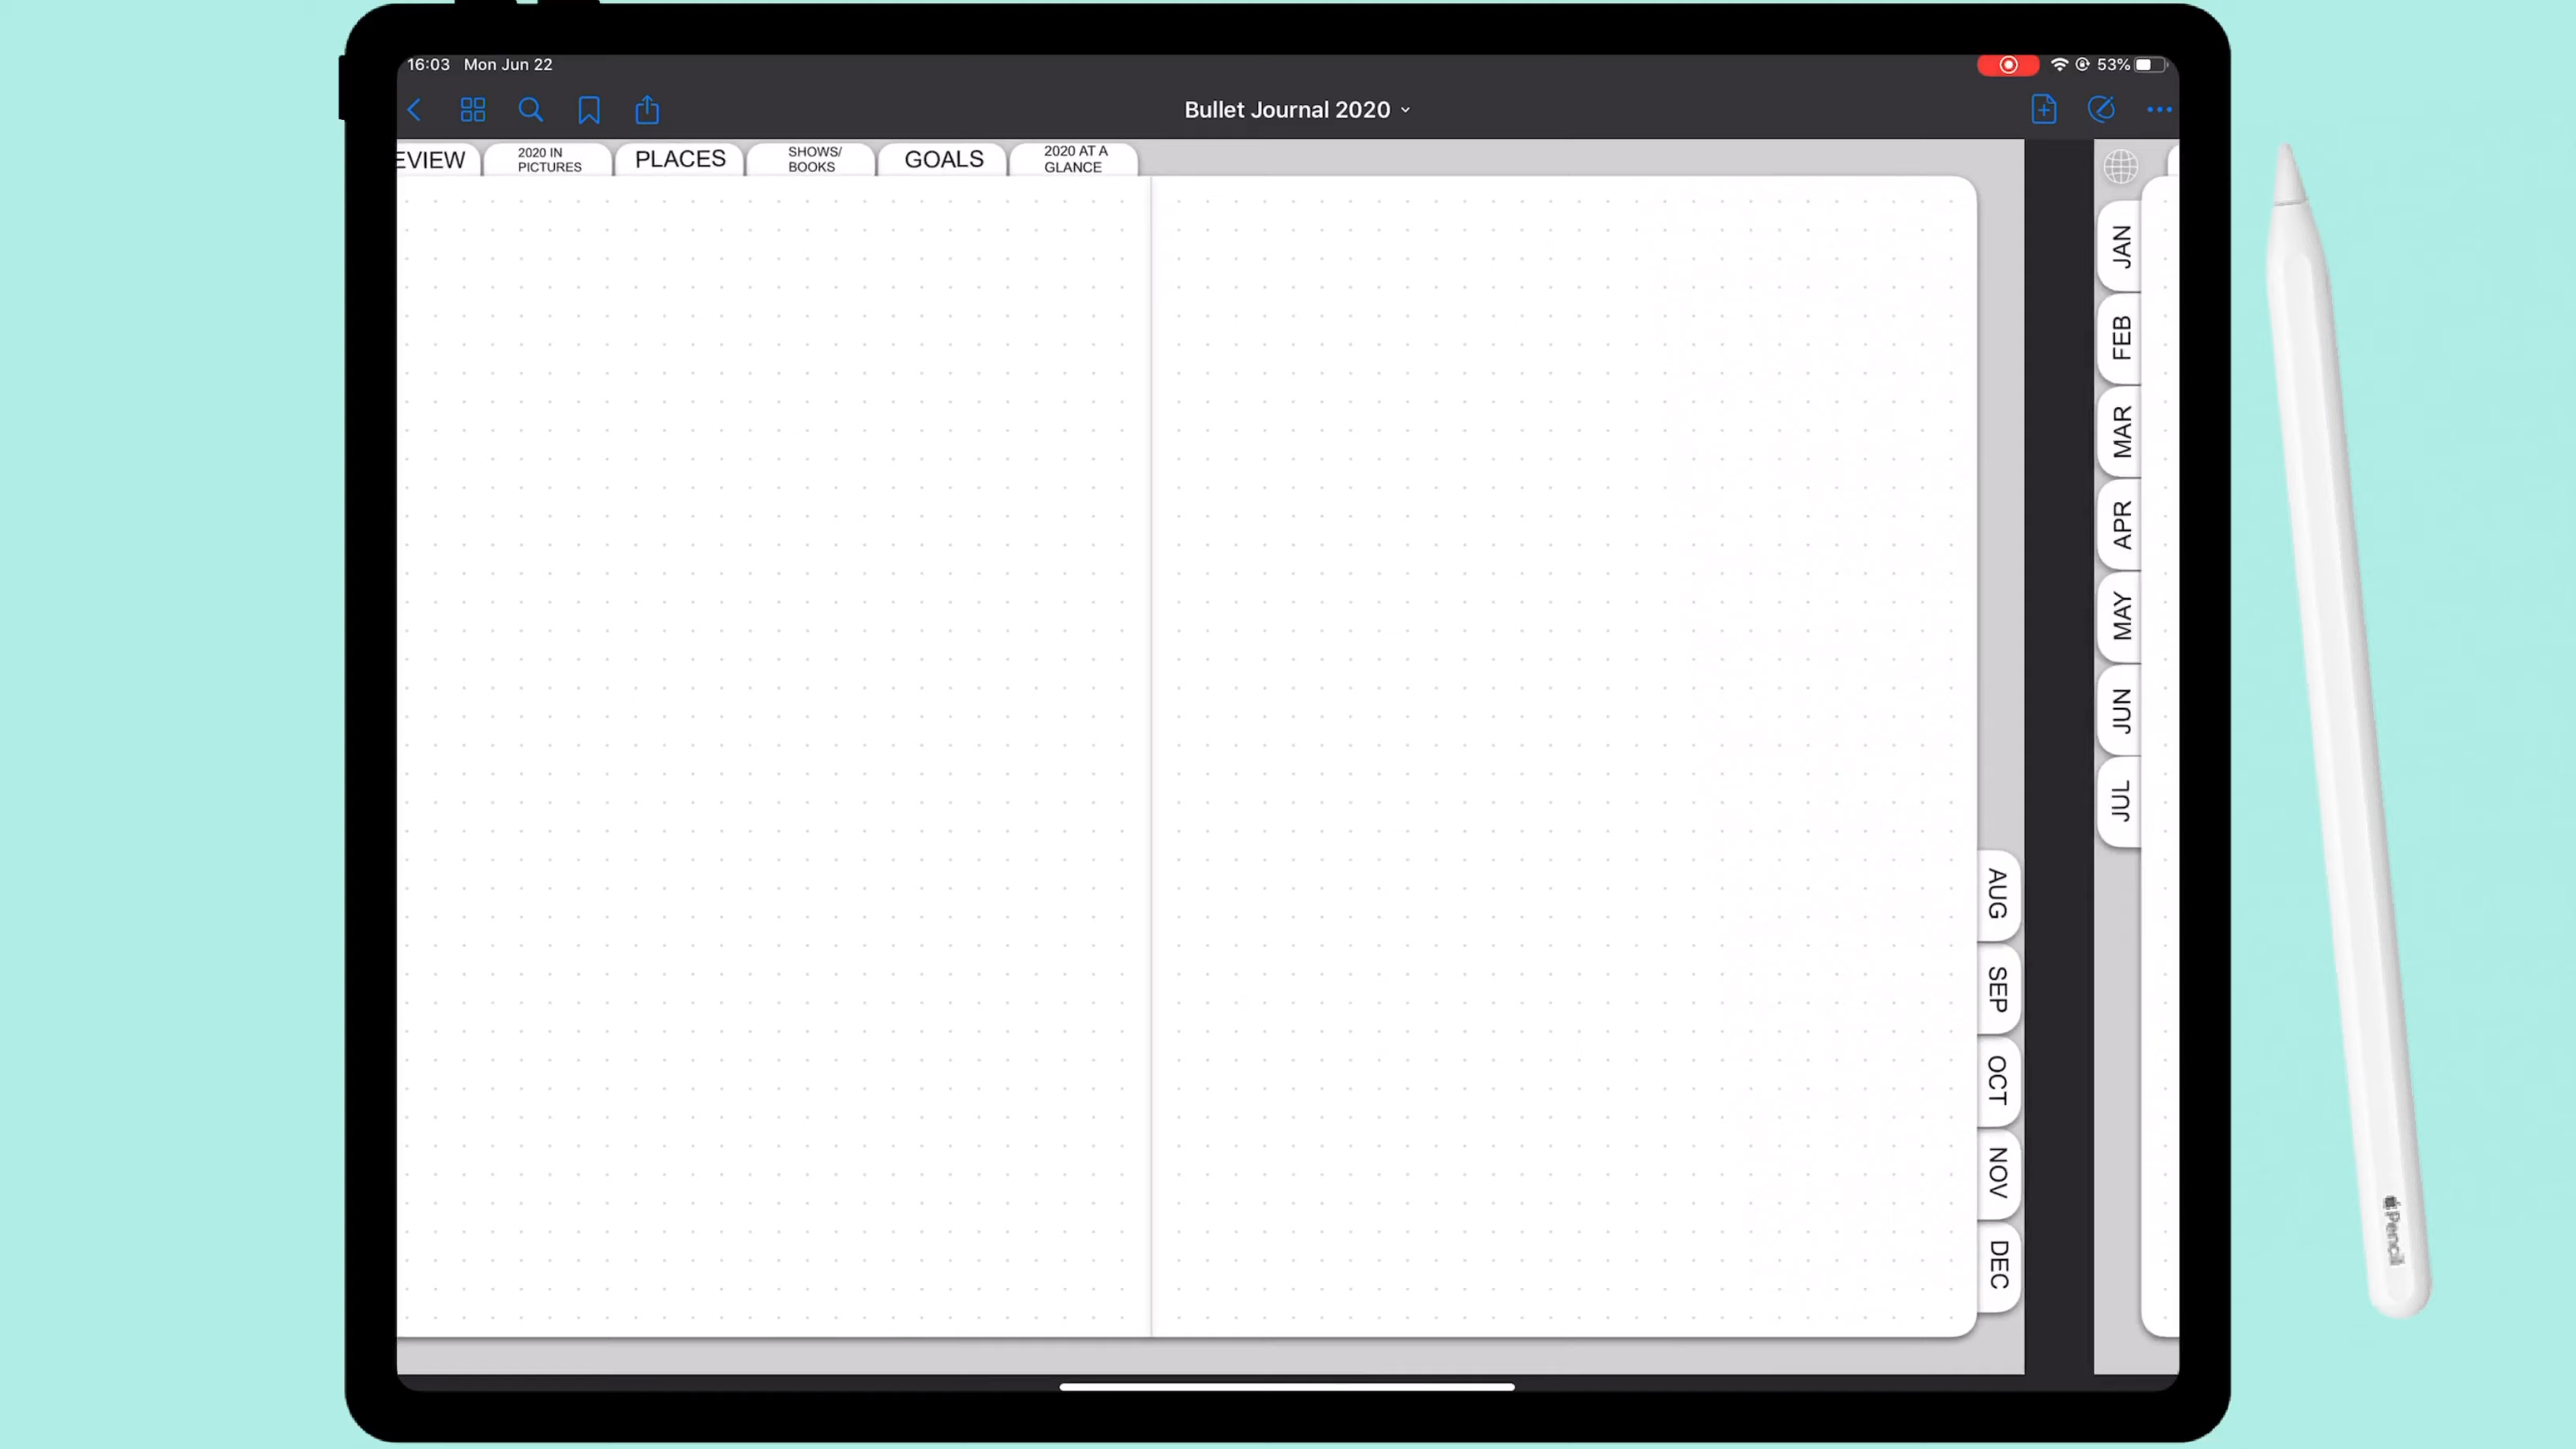 16:03 Mon Jun 22
53%
Bullet Journal 2020
EVIEW
2020 IN
PICTURES
PLACES
SHOWS/
BOOKS
GOALS
2020 AT A
GLANCE
JAN
FEB
MAR
APR
MAY
JUN
JUL
AUG
SEP
OCT
NOV
DEC
Pencil